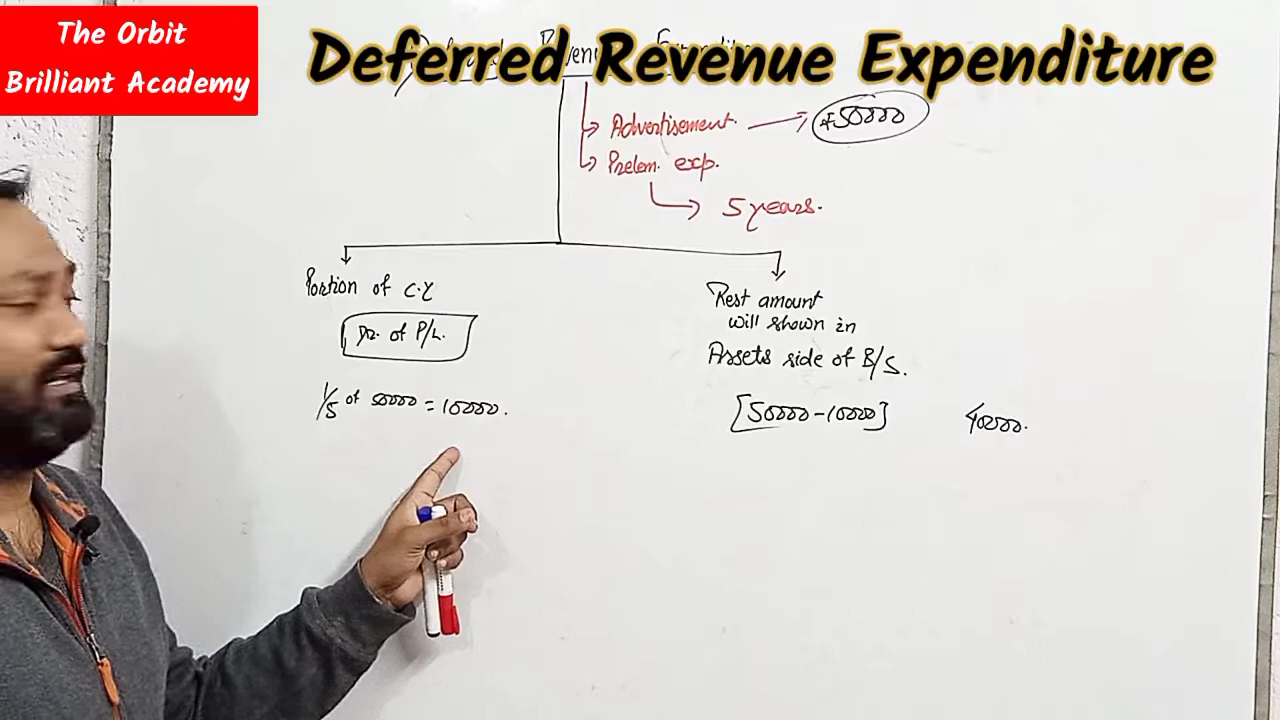 The Orbit
Brilliant Academy
Deferred Revenue Expenditure
Advertisement. → ₹50000
Prelem. exp.
5 years.
Portion of C.Y
Dr. of P/L.
1/5 of 50000 = 10000.
Rest amount
will shown in
Assets side of B/S.
[50000-10000] 40000.